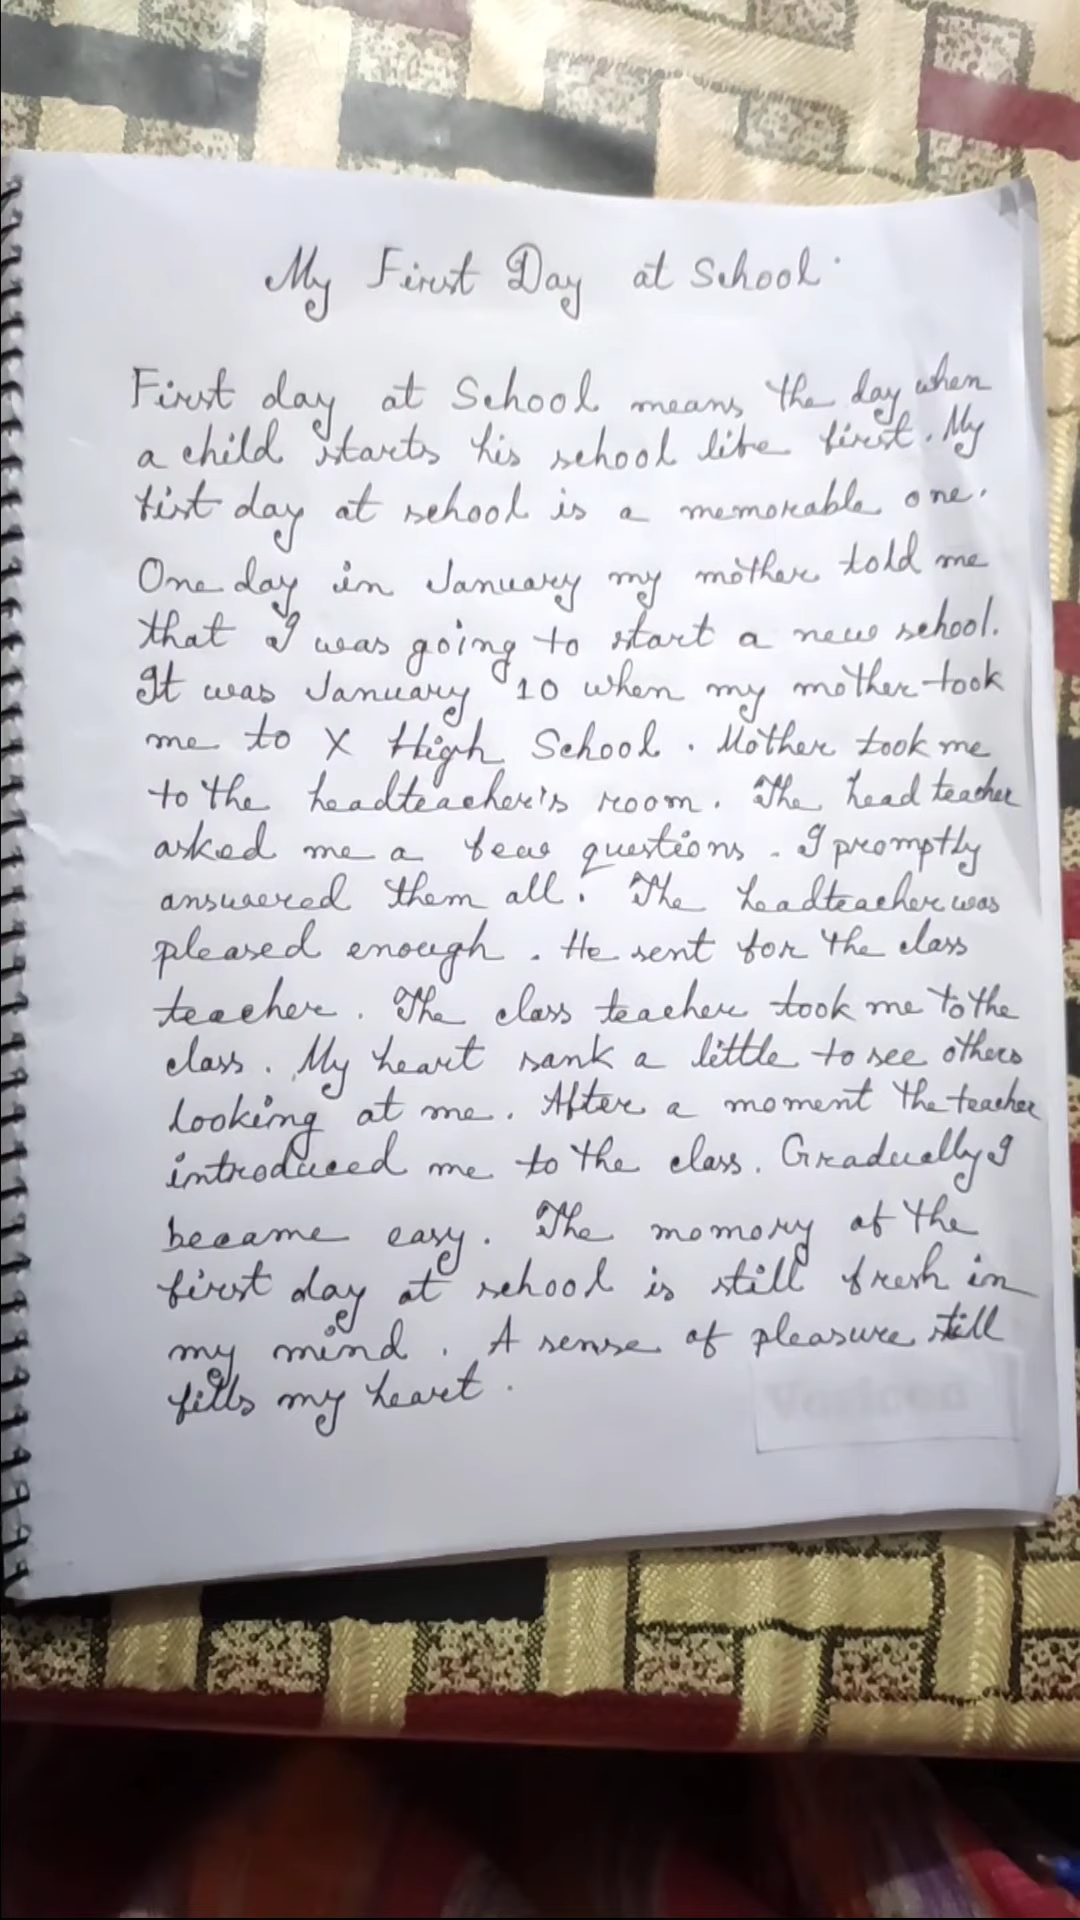 My First Day at School.
First day at School means the day when
a child starts his school life first. My
fist day at school is a memorable one.
One day in January my mother told me
that I was going to start a new school.
It was January 10 when my mother took
me to X High School. Mother took me
to the headteacher's room. The head teacher
asked me a few questions. I promptly
answered them all. The headteacher was
pleased enough. He sent for the class
teacher. The class teacher took me to the
class. My heart sank a little to see others
looking at me. After a moment the teacher
introduced me to the class. Gradually I
became easy. The momory of the
first day at school is still fresh in
my mind. A sense of pleasure still
fills my heart.